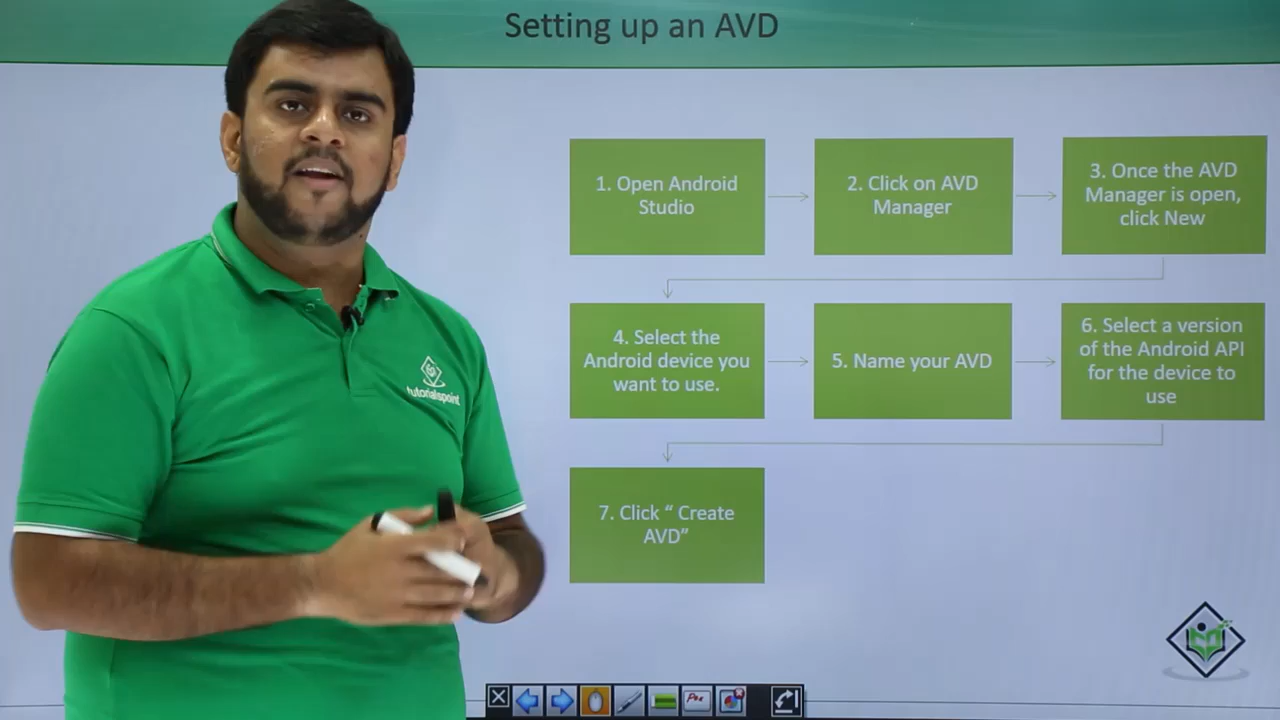 Setting up an AVD
1. Open Android
Studio
2. Click on AVD
Manager
3. Once the AVD
Manager is open,
click New
4. Select the
Android device you
want to use.
5. Name your AVD
6. Select a version
of the Android API
for the device to
use
7. Click “ Create
AVD”
tutorialspoint
Pen